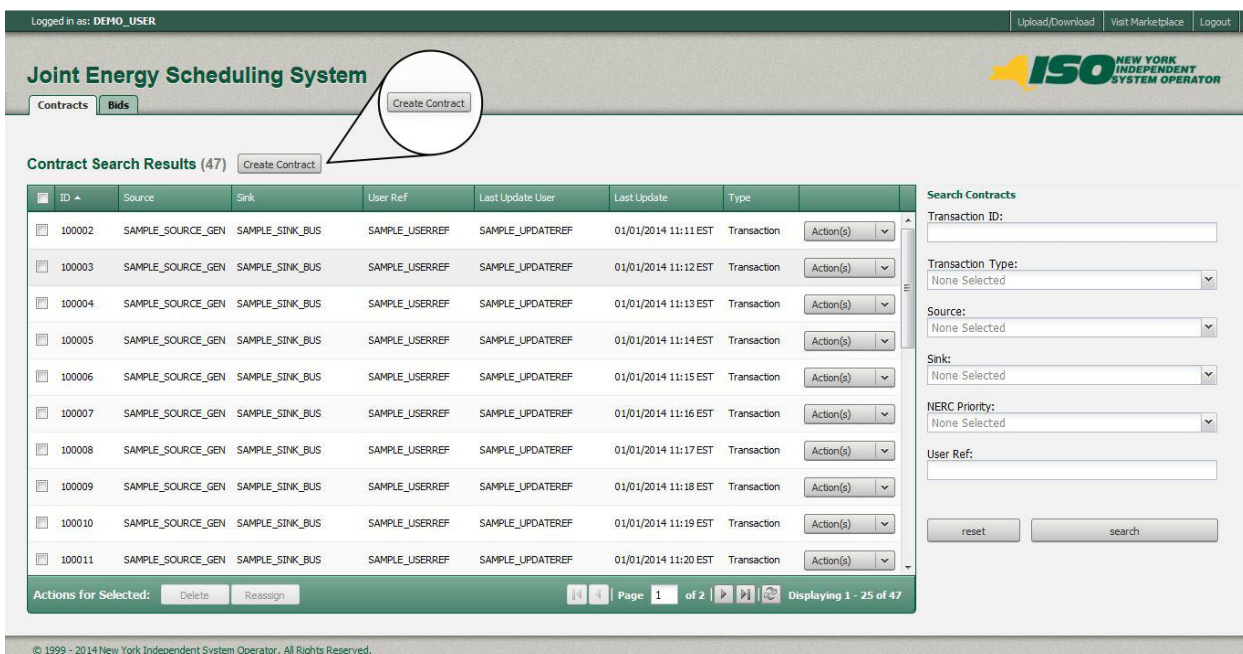 Logged in as: DEMO_USER
Upload/Download Visit Marketplace Logout
Joint Energy Scheduling System
ISO NEW YORK
INDEPENDENT
SYSTEM OPERATOR
Contracts Bids
Create Contract
Contract Search Results (47) Create Contract
ID Source Sink User Ref Last Update User Last Update Type
100002 SAMPLE_SOURCE_GEN SAMPLE_SINK_BUS SAMPLE_USERREF SAMPLE_UPDATEREF 01/01/2014 11:11 EST Transaction Action(s)
100003 SAMPLE_SOURCE_GEN SAMPLE_SINK_BUS SAMPLE_USERREF SAMPLE_UPDATEREF 01/01/2014 11:12 EST Transaction Action(s)
100004 SAMPLE_SOURCE_GEN SAMPLE_SINK_BUS SAMPLE_USERREF SAMPLE_UPDATEREF 01/01/2014 11:13 EST Transaction Action(s)
100005 SAMPLE_SOURCE_GEN SAMPLE_SINK_BUS SAMPLE_USERREF SAMPLE_UPDATEREF 01/01/2014 11:14 EST Transaction Action(s)
100006 SAMPLE_SOURCE_GEN SAMPLE_SINK_BUS SAMPLE_USERREF SAMPLE_UPDATEREF 01/01/2014 11:15 EST Transaction Action(s)
100007 SAMPLE_SOURCE_GEN SAMPLE_SINK_BUS SAMPLE_USERREF SAMPLE_UPDATEREF 01/01/2014 11:16 EST Transaction Action(s)
100008 SAMPLE_SOURCE_GEN SAMPLE_SINK_BUS SAMPLE_USERREF SAMPLE_UPDATEREF 01/01/2014 11:17 EST Transaction Action(s)
100009 SAMPLE_SOURCE_GEN SAMPLE_SINK_BUS SAMPLE_USERREF SAMPLE_UPDATEREF 01/01/2014 11:18 EST Transaction Action(s)
100010 SAMPLE_SOURCE_GEN SAMPLE_SINK_BUS SAMPLE_USERREF SAMPLE_UPDATEREF 01/01/2014 11:19 EST Transaction Action(s)
100011 SAMPLE_SOURCE_GEN SAMPLE_SINK_BUS SAMPLE_USERREF SAMPLE_UPDATEREF 01/01/2014 11:20 EST Transaction Action(s)
Actions for Selected: Delete Reassign Page 1 of 2 Displaying 1 - 25 of 47
Search Contracts
Transaction ID:
Transaction Type:
None Selected
Source:
None Selected
Sink:
None Selected
NERC Priority:
None Selected
User Ref:
reset search
© 1999 - 2014 New York Independent System Operator. All Rights Reserved.